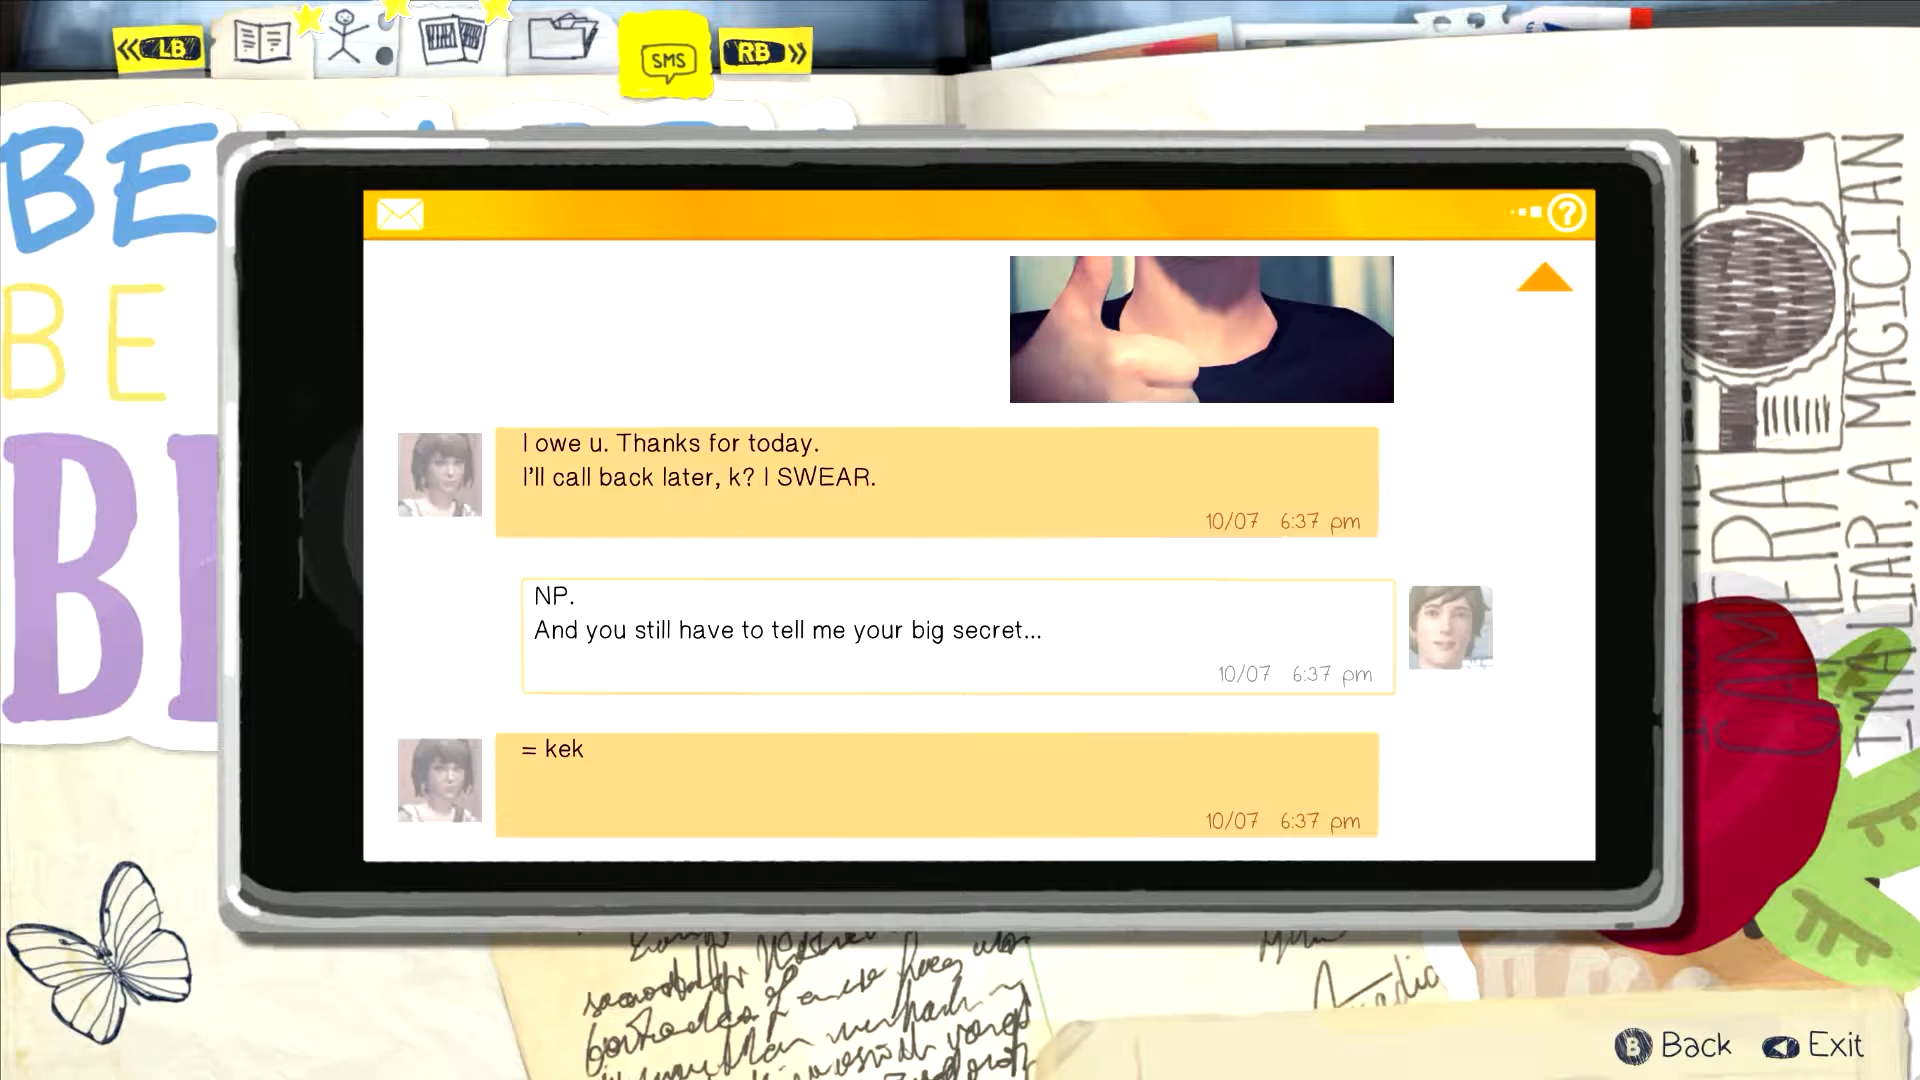 LB
SMS
RB
BE
BE
I owe u. Thanks for today.
I'll call back later, k? I SWEAR.
10/07 6:37 pm
NP.
And you still have to tell me your big secret...
10/07 6:37 pm
= kek
10/07 6:37 pm
CAMERA
LIAR, A MAGICIAN
B Back
Exit